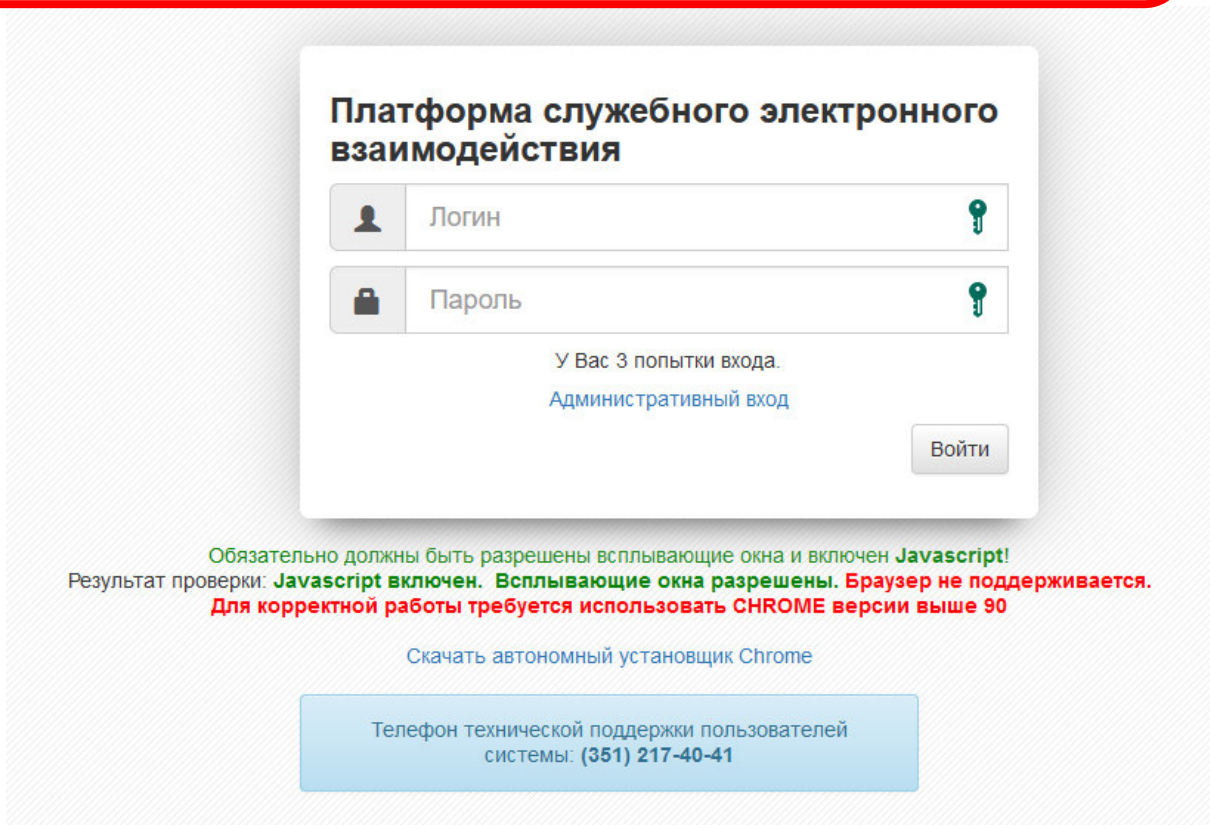 Платформа служебного электронного
взаимодействия
Логин
Пароль
У Вас 3 попытки входа.
Административный вход
Войти
Обязательно должны быть разрешены всплывающие окна и включен Javascript!
Результат проверки: Javascript включен. Всплывающие окна разрешены. Браузер не поддерживается.
Для корректной работы требуется использовать CHROME версии выше 90
Скачать автономный установщик Chrome
Телефон технической поддержки пользователей
системы: (351) 217-40-41